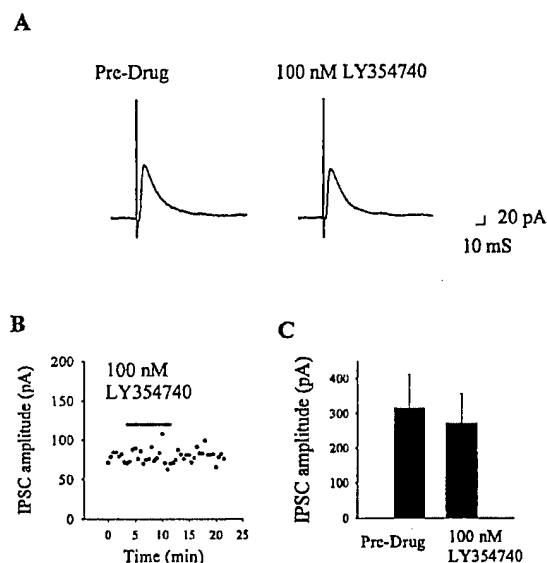 A
Pre-Drug
100 nM LY354740
20 pA
10 mS
B
IPSC amplitude (pA)
200
150
100
50
0
100 nM
LY354740
0 5 10 15 20 25
Time (min)
C
IPSC amplitude (pA)
400
300
200
100
0
Pre-Drug
100 nM
LY354740